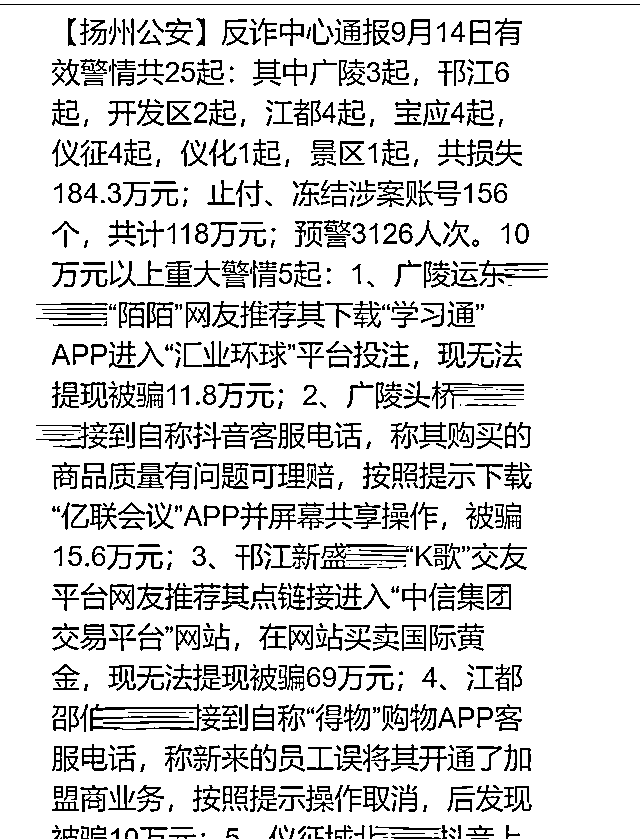 【扬州公安】反诈中心通报9月14日有
效警情共25起：其中广陵3起，邗江6
起，开发区2起，江都4起，宝应4起，
仪征4起，仪化1起，景区1起，共损失
184.3万元；止付、冻结涉案账号156
个，共计118万元；预警3126人次。10
万元以上重大警情5起：1、广陵运东
“陌陌”网友推荐其下载“学习通”
APP进入“汇业环球”平台投注，现无法
提现被骗11.8万元；2、广陵头桥
接到自称抖音客服电话，称其购买的
商品质量有问题可理赔，按照提示下载
“亿联会议”APP并屏幕共享操作，被骗
15.6万元；3、邗江新盛“K歌”交友
平台网友推荐其点链接进入“中信集团
交易平台”网站，在网站买卖国际黄
金，现无法提现被骗69万元；4、江都
邵伯接到自称“得物”购物APP客
服电话，称新来的员工误将其开通了加
盟商业务，按照提示操作取消，后发现
被骗10万元；5、仪征城北抖音上